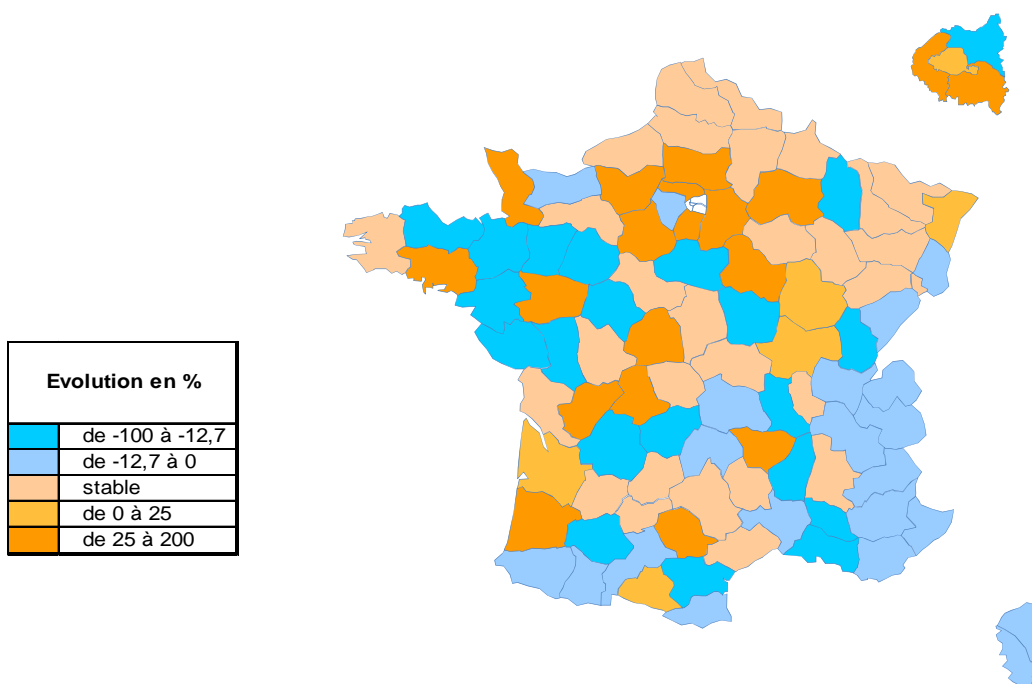 Evolution en %
de -100 à -12,7
de -12,7 à 0
stable
de 0 à 25
de 25 à 200